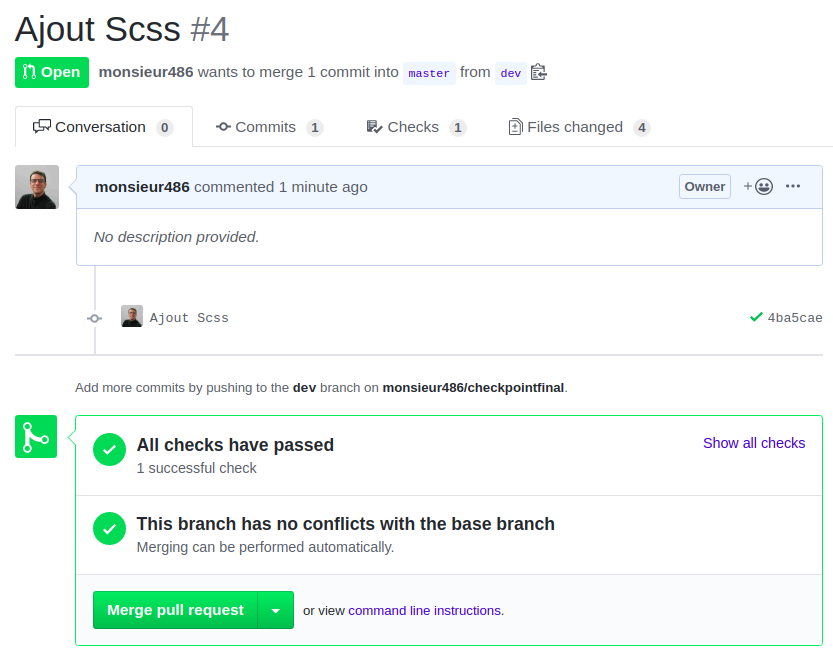 Ajout Scss #4
Open monsieur486 wants to merge 1 commit into master from dev
Conversation 0 Commits 1 Checks 1 Files changed 4
monsieur486 commented 1 minute ago Owner
No description provided.
Ajout Scss 4ba5cae
Add more commits by pushing to the dev branch on monsieur486/checkpointfinal.
All checks have passed Show all checks
1 successful check
This branch has no conflicts with the base branch
Merging can be performed automatically.
Merge pull request or view command line instructions.